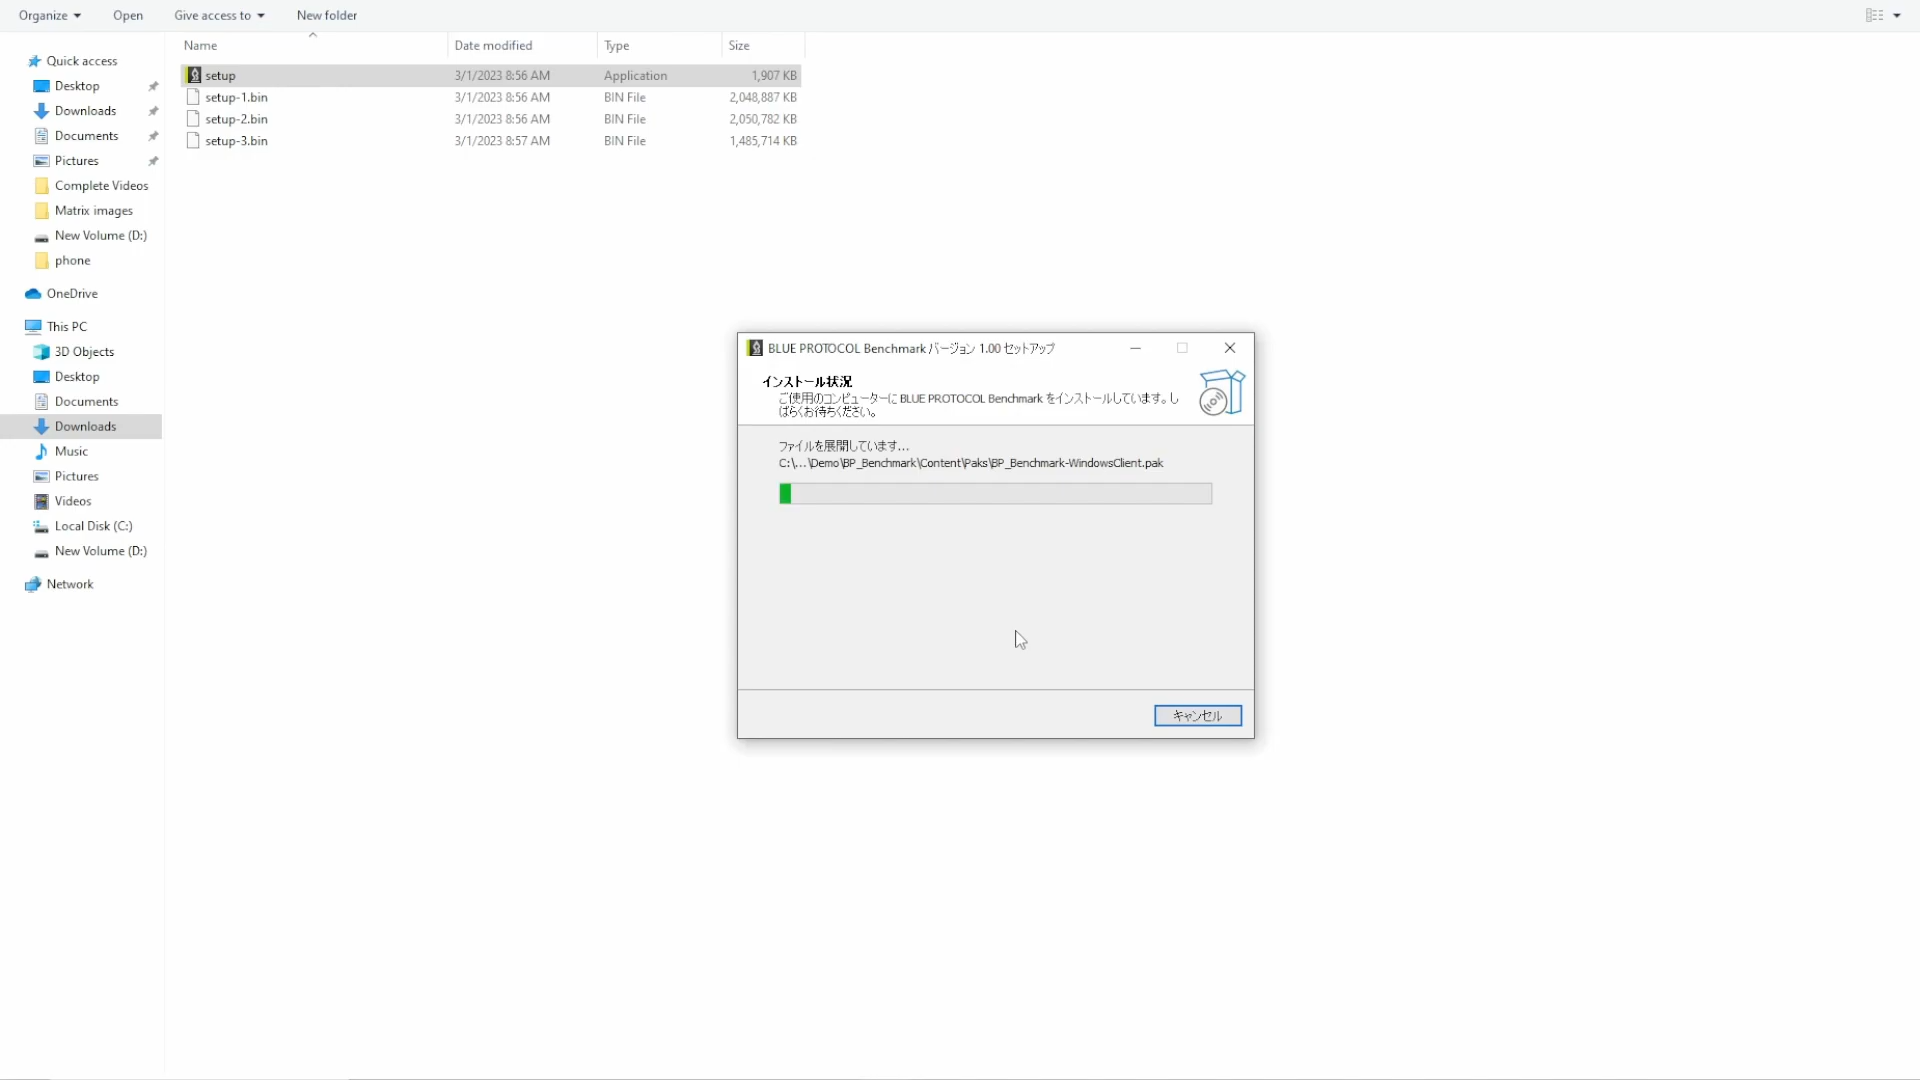 Organize Open Give access to New folder
Name Date modified Type Size
Quick access
Desktop
Downloads
Documents
Pictures
Complete Videos
Matrix images
New Volume (D:)
phone
OneDrive
This PC
3D Objects
Desktop
Documents
Downloads
Music
Pictures
Videos
Local Disk (C:)
New Volume (D:)
Network
setup 3/1/2023 8:56 AM Application 1,907 KB
setup-1.bin 3/1/2023 8:56 AM BIN File 2,048,887 KB
setup-2.bin 3/1/2023 8:56 AM BIN File 2,050,782 KB
setup-3.bin 3/1/2023 8:57 AM BIN File 1,485,714 KB
BLUE PROTOCOL Benchmark バージョン 1.00 セットアップ
インストール状況
ご使用のコンピューターに BLUE PROTOCOL Benchmark をインストールしています。し
ばらくお待ちください。
ファイルを展開しています...
C:\...\Demo\BP_Benchmark\Content\Paks\BP_Benchmark-WindowsClient.pak
キャンセル